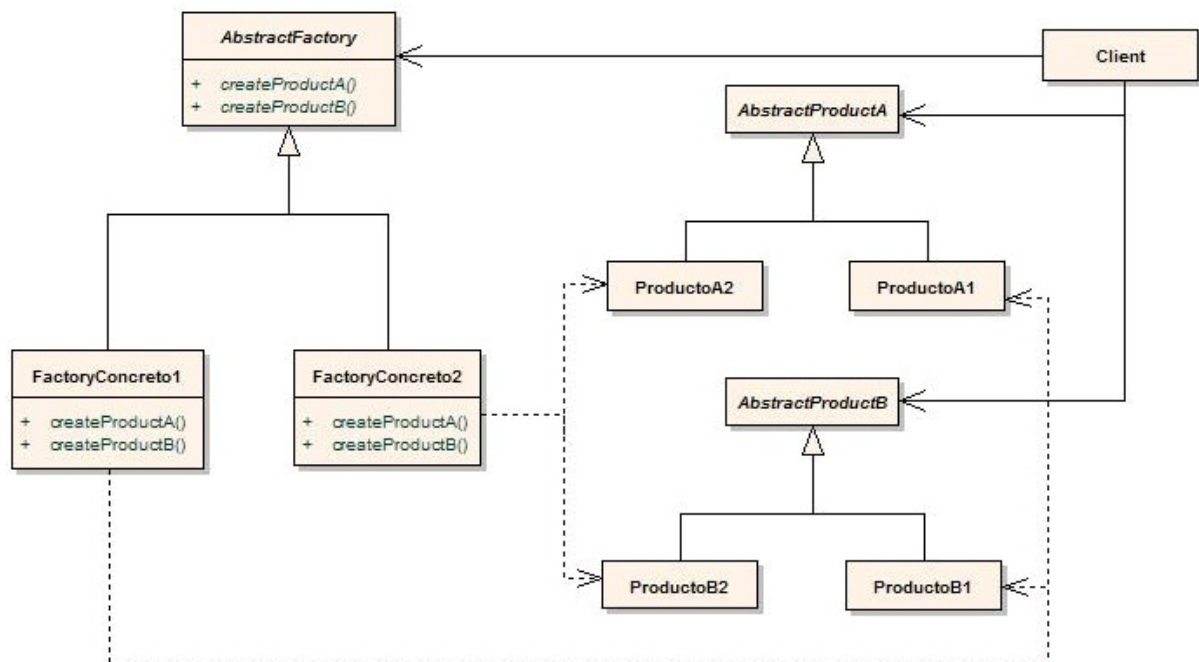 AbstractFactory
+ createProductA()
+ createProductB()
Client
AbstractProductA
ProductoA2
ProductoA1
FactoryConcreto1
+ createProductA()
+ createProductB()
FactoryConcreto2
+ createProductA()
+ createProductB()
AbstractProductB
ProductoB2
ProductoB1